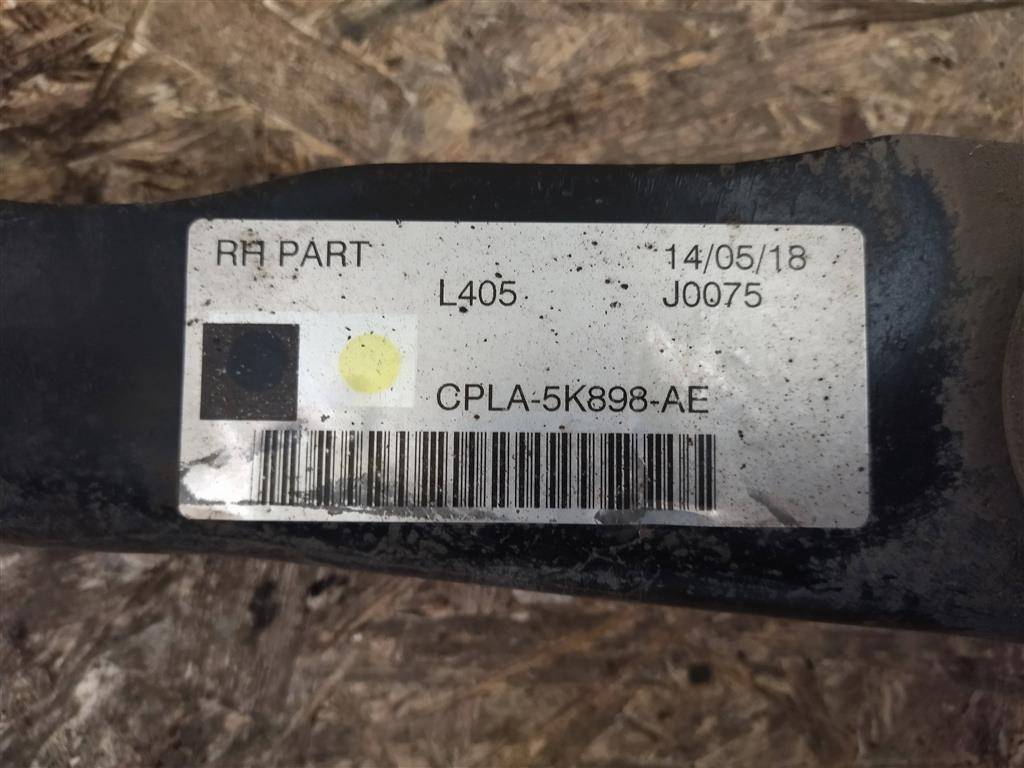 RH PART 14/05/18
L405 J0075
CPLA-5K898-AE